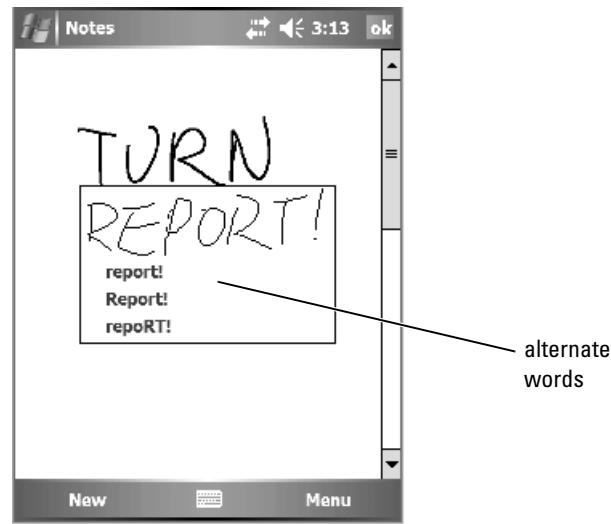 Notes 3:13 ok
TURN
REPORT!
report!
Report!
repoRT!
alternate
words
New Menu